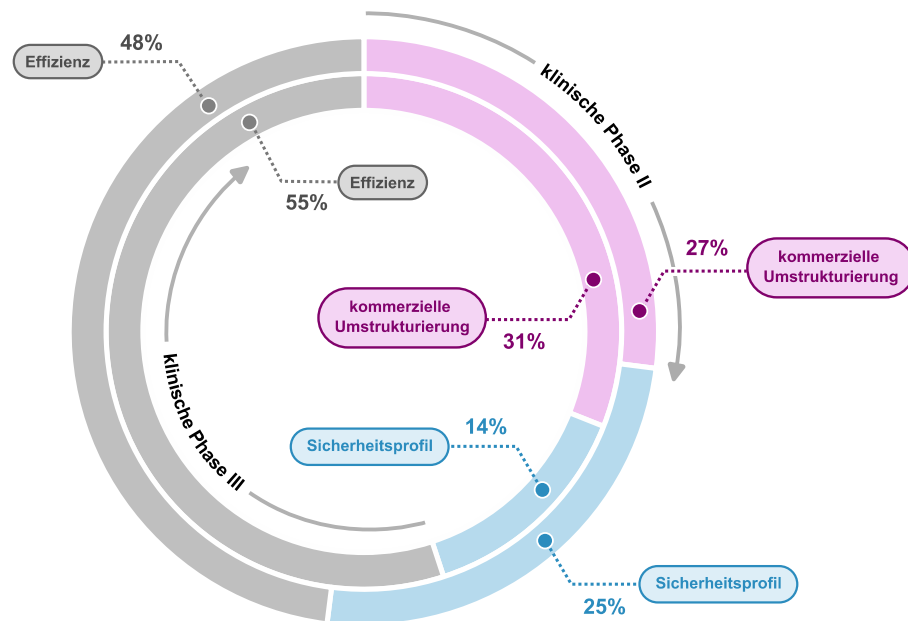 48%
Effizienz
klinische Phase II
55%
Effizienz
27%
kommerzielle
Umstrukturierung
kommerzielle
Umstrukturierung
31%
klinische Phase III
14%
Sicherheitsprofil
Sicherheitsprofil
25%